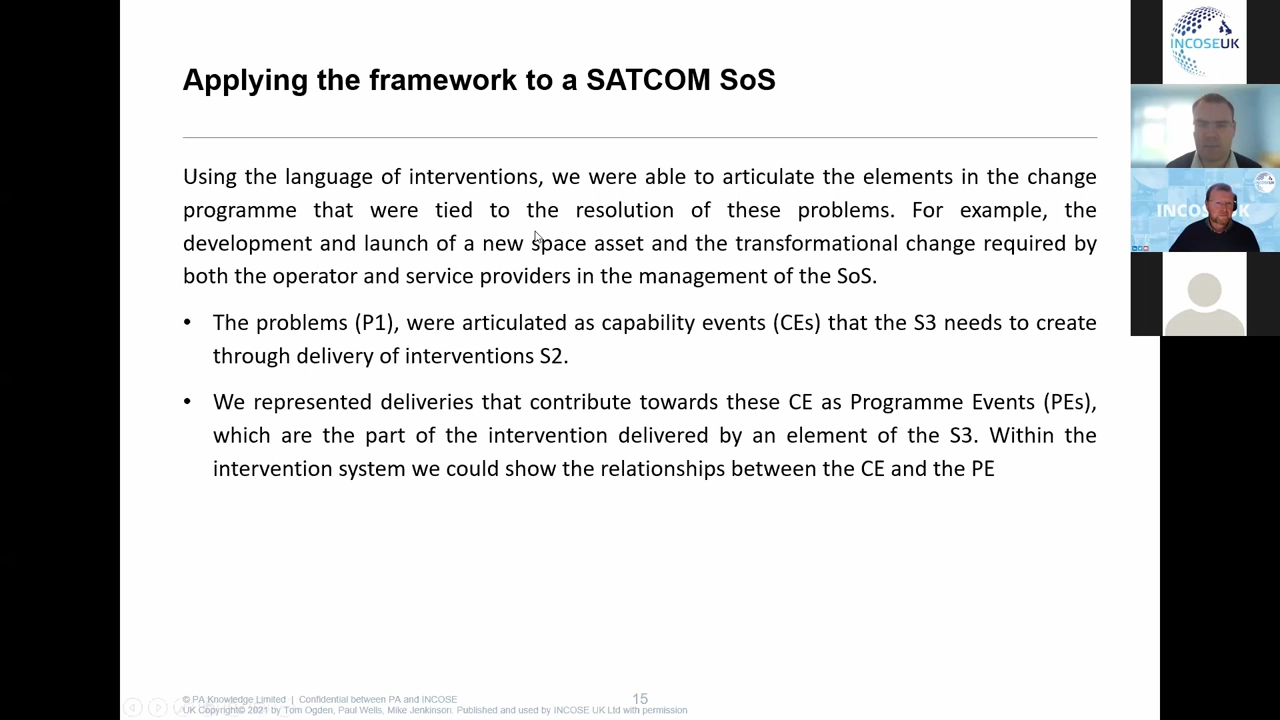 Applying the framework to a SATCOM SoS
Using the language of interventions, we were able to articulate the elements in the change
programme that were tied to the resolution of these problems. For example, the
development and launch of a new space asset and the transformational change required by
both the operator and service providers in the management of the SoS.
• The problems (P1), were articulated as capability events (CEs) that the S3 needs to create
through delivery of interventions S2.
• We represented deliveries that contribute towards these CE as Programme Events (PEs),
which are the part of the intervention delivered by an element of the S3. Within the
intervention system we could show the relationships between the CE and the PE
© PA Knowledge Limited | Confidential between PA and INCOSE
UK Copyright© 2021 by Tom Ogden, Paul Wells, Mike Jenkinson. Published and used by INCOSE UK Ltd with permission
15
INCOSEUK